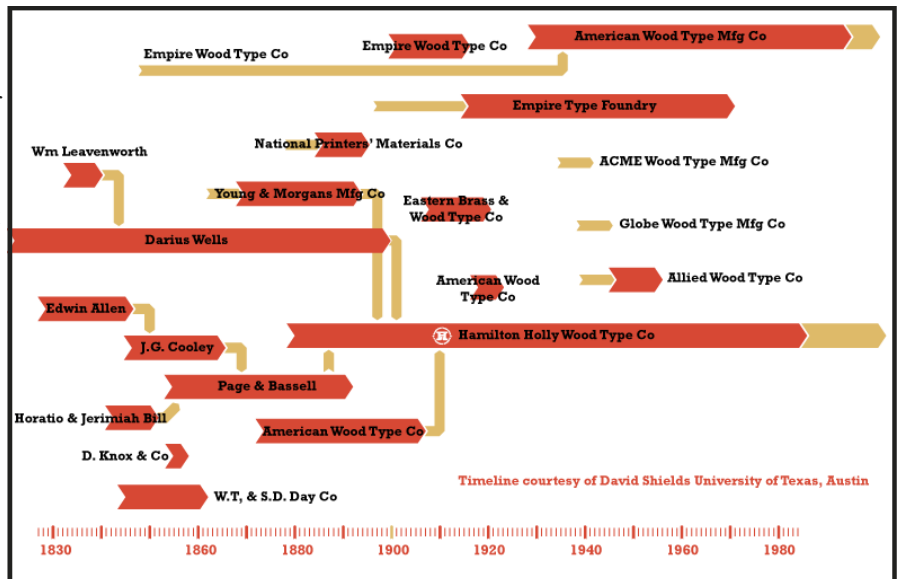 American Wood Type Mfg Co
Empire Wood Type Co
Empire Wood Type Co
Empire Type Foundry
National Printers' Materials Co
Wm Leavenworth
ACME Wood Type Mfg Co
Young & Morgans Mfg Co
Eastern Brass &
Wood Type Co
Globe Wood Type Mfg Co
Darius Wells
American Wood
Type Co
Allied Wood Type Co
Edwin Allen
H
Hamilton Holly Wood Type Co
J.G. Cooley
Page & Bassell
Horatio & Jerimiah Bill
American Wood Type Co
D. Knox & Co
Timeline courtesy of David Shields University of Texas, Austin
W.T, & S.D. Day Co
1830 1860 1880 1900 1920 1940 1960 1980